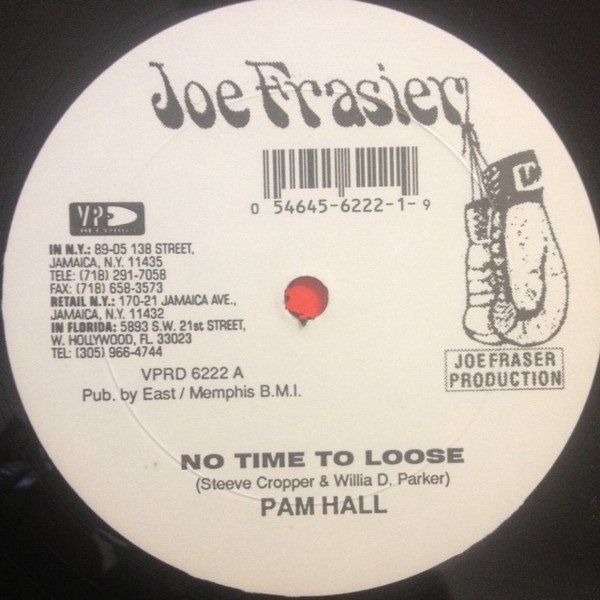 Joe Frasier
0 54645-6222-1-9
VP
RECORDS
IN N.Y.: 89-05 138 STREET,
JAMAICA, N.Y. 11435
TELE: (718) 291-7058
FAX: (718) 658-3573
RETAIL N.Y.: 170-21 JAMAICA AVE.,
JAMAICA, N.Y. 11432
IN FLORIDA: 5893 S.W. 21st STREET,
W. HOLLYWOOD, FL 33023
TEL: (305) 966-4744
VPRD 6222 A
Pub. by East / Memphis B.M.I.
JOE FRASER
PRODUCTION
NO TIME TO LOOSE
(Steeve Cropper & Willia D. Parker)
PAM HALL